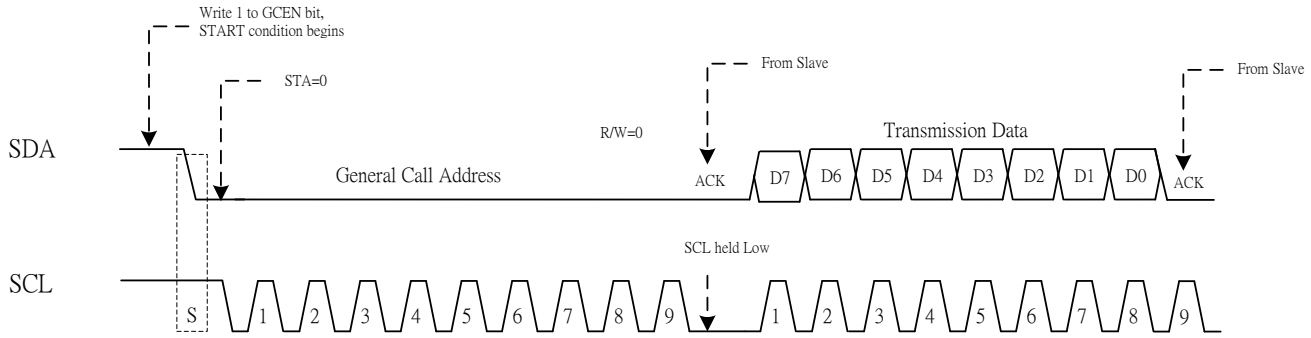 Write 1 to GCEN bit,
START condition begins
STA=0
From Slave
From Slave
R/W=0
Transmission Data
SDA
General Call Address
ACK
D7 D6 D5 D4 D3 D2 D1 D0
ACK
SCL held Low
SCL
S 1 2 3 4 5 6 7 8 9 1 2 3 4 5 6 7 8 9